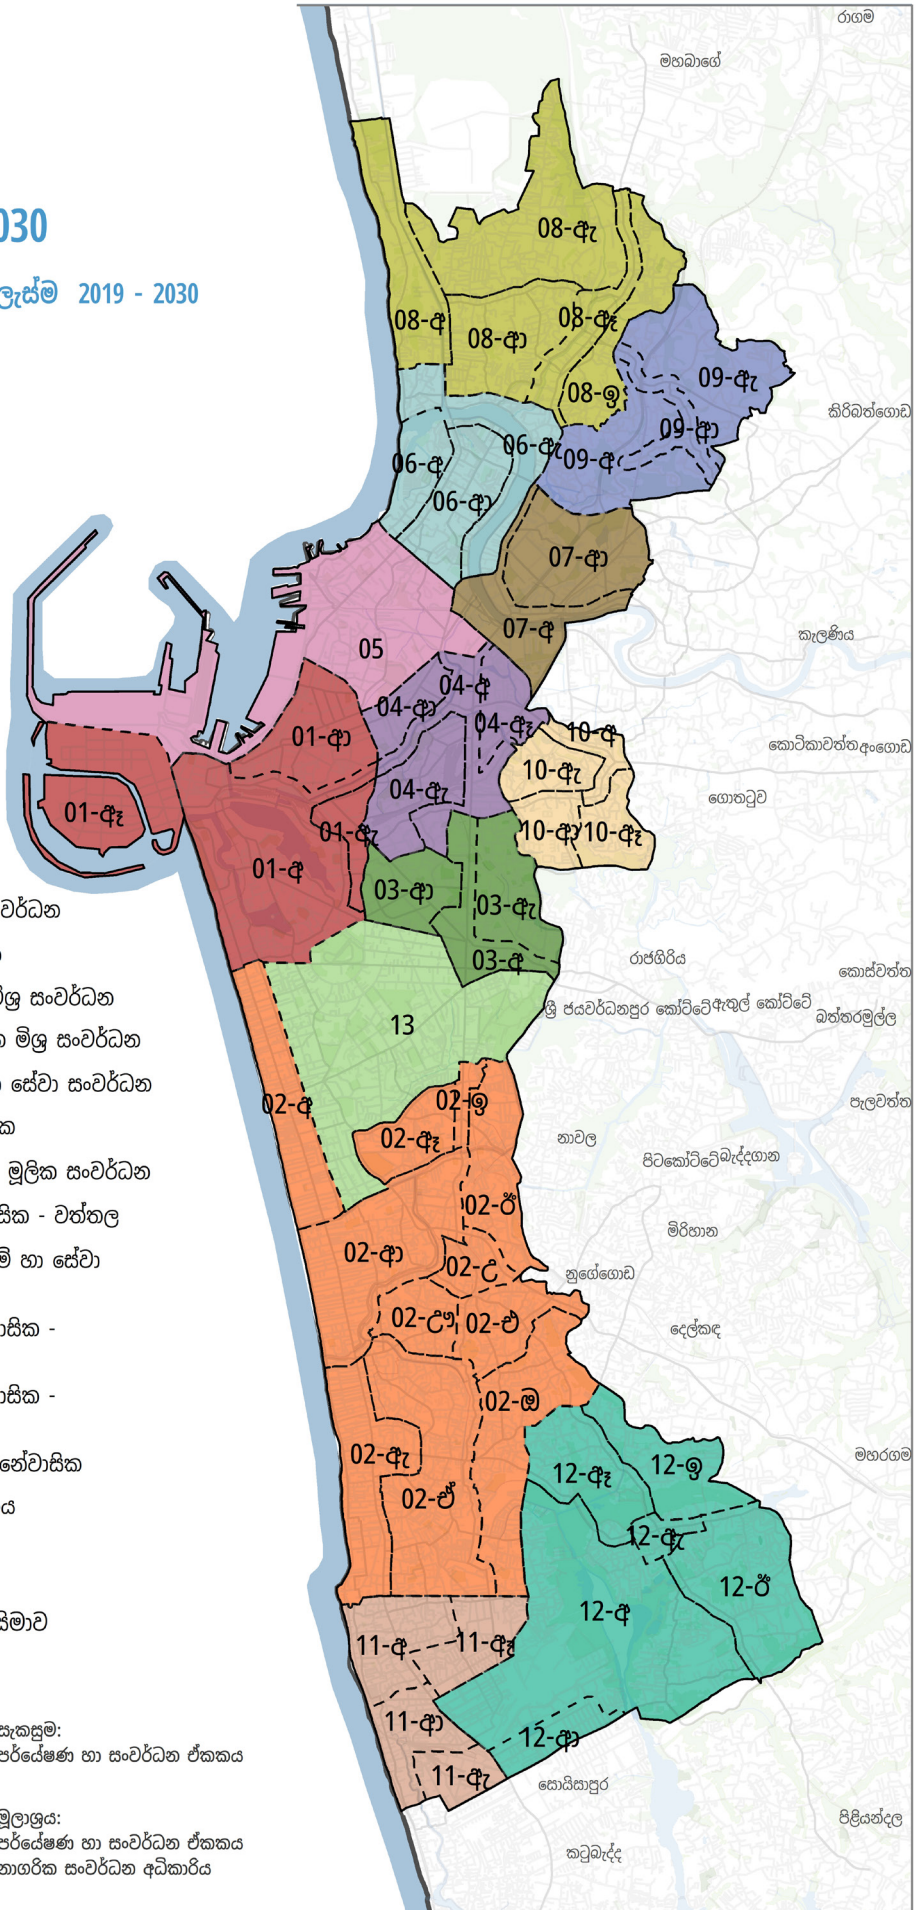 රාගම
මහබාගේ
030
ලැස්ම 2019 - 2030
08-ඇ
08-අ
08-ආ
08-ඈ
08-ඉ
09-ඇ
09-ආ
09-අ
කිරිබත්ගොඩ
06-අ
06-ඇ
06-ආ
07-ආ
07-අ
කැලණිය
05
04-අ
04-ආ
04-ඈ
04-ඇ
10-අ
10-ඇ
10-ආ
10-ඈ
කොටිකාවත්ත
අංගොඩ
ගොතටුව
01-ආ
01-ඈ
01-ඇ
01-අ
03-ආ
03-ඇ
03-අ
රාජගිරිය
කොස්වත්ත
ශ්‍රී ජයවර්ධනපුර කෝට්ටේ
ඇතුල් කෝට්ටේ
බත්තරමුල්ල
13
පැලවත්ත
නාවල
පිටකෝට්ටේ
බැද්දගාන
මිරිහාන
නුගේගොඩ
දෙල්කඳ
02-අ
02-ඉ
02-ඈ
02-ඊ
02-ආ
02-උ
02-ඌ
02-එ
02-ඔ
02-ඇ
02-ඒ
මහරගම
12-ඈ
12-ඉ
12-ඇ
12-ඊ
12-අ
12-ආ
11-අ
11-ඈ
11-ආ
11-ඇ
සොයිසාපුර
පිළියන්දල
කටුබැද්ද
වර්ධන
මිශ්‍ර සංවර්ධන
ත මිශ්‍ර සංවර්ධන
සේවා සංවර්ධන
ක
මූලික සංවර්ධන
සික - වත්තල
මි හා සේවා
ාසික -
ාසික -
නේවාසික
ය
සීමාව
සැකසුම:
පර්යේෂණ හා සංවර්ධන ඒකකය
මූලාශ්‍රය:
පර්යේෂණ හා සංවර්ධන ඒකකය
නාගරික සංවර්ධන අධිකාරිය